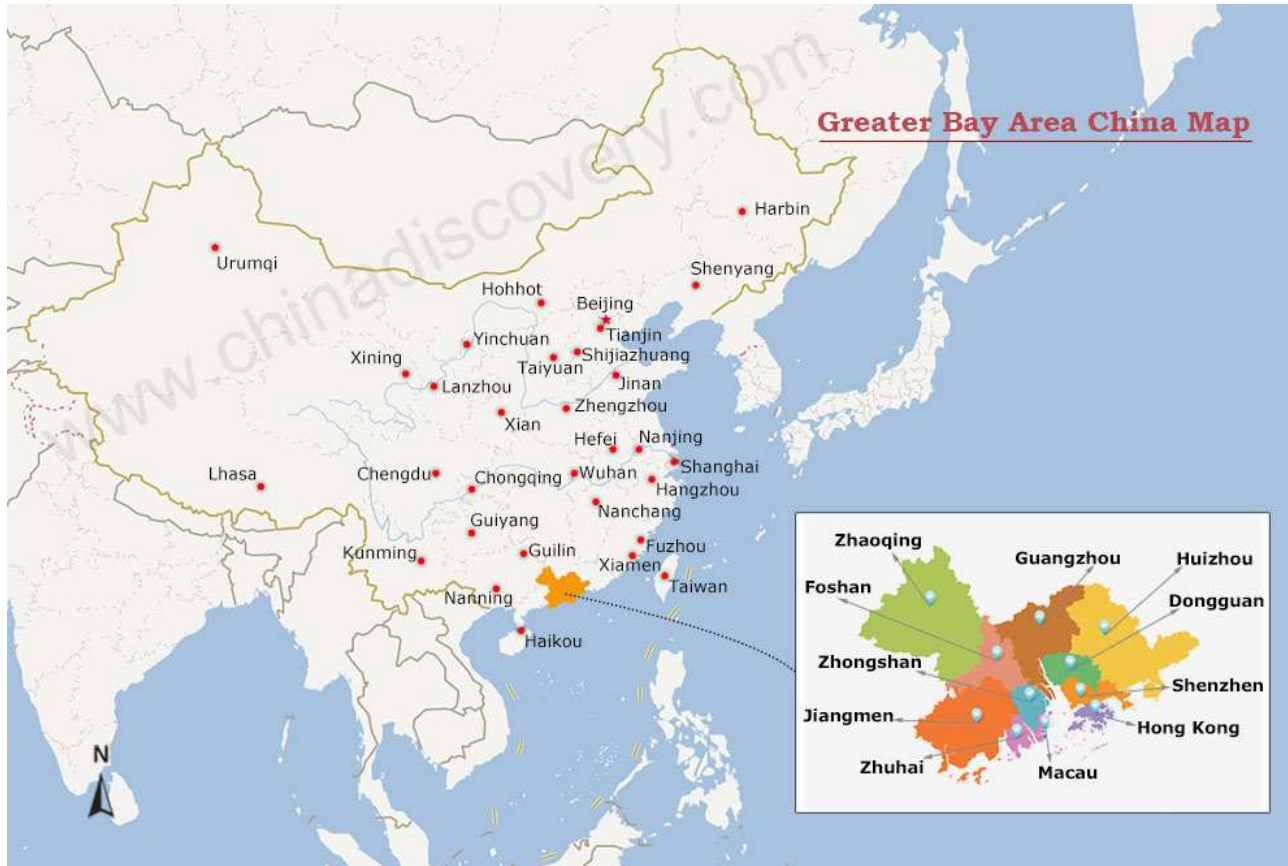 www.chinadiscovery.com
Greater Bay Area China Map
Harbin
Urumqi
Shenyang
Hohhot
Beijing
Tianjin
Yinchuan
Shijiazhuang
Xining
Taiyuan
Lanzhou
Jinan
Zhengzhou
Xian
Hefei
Nanjing
Shanghai
Lhasa
Chengdu
Chongqing
Wuhan
Hangzhou
Nanchang
Guiyang
Fuzhou
Kunming
Guilin
Xiamen
Taiwan
Nanning
Haikou
N
Zhaoqing
Guangzhou
Huizhou
Foshan
Dongguan
Zhongshan
Shenzhen
Jiangmen
Hong Kong
Zhuhai
Macau